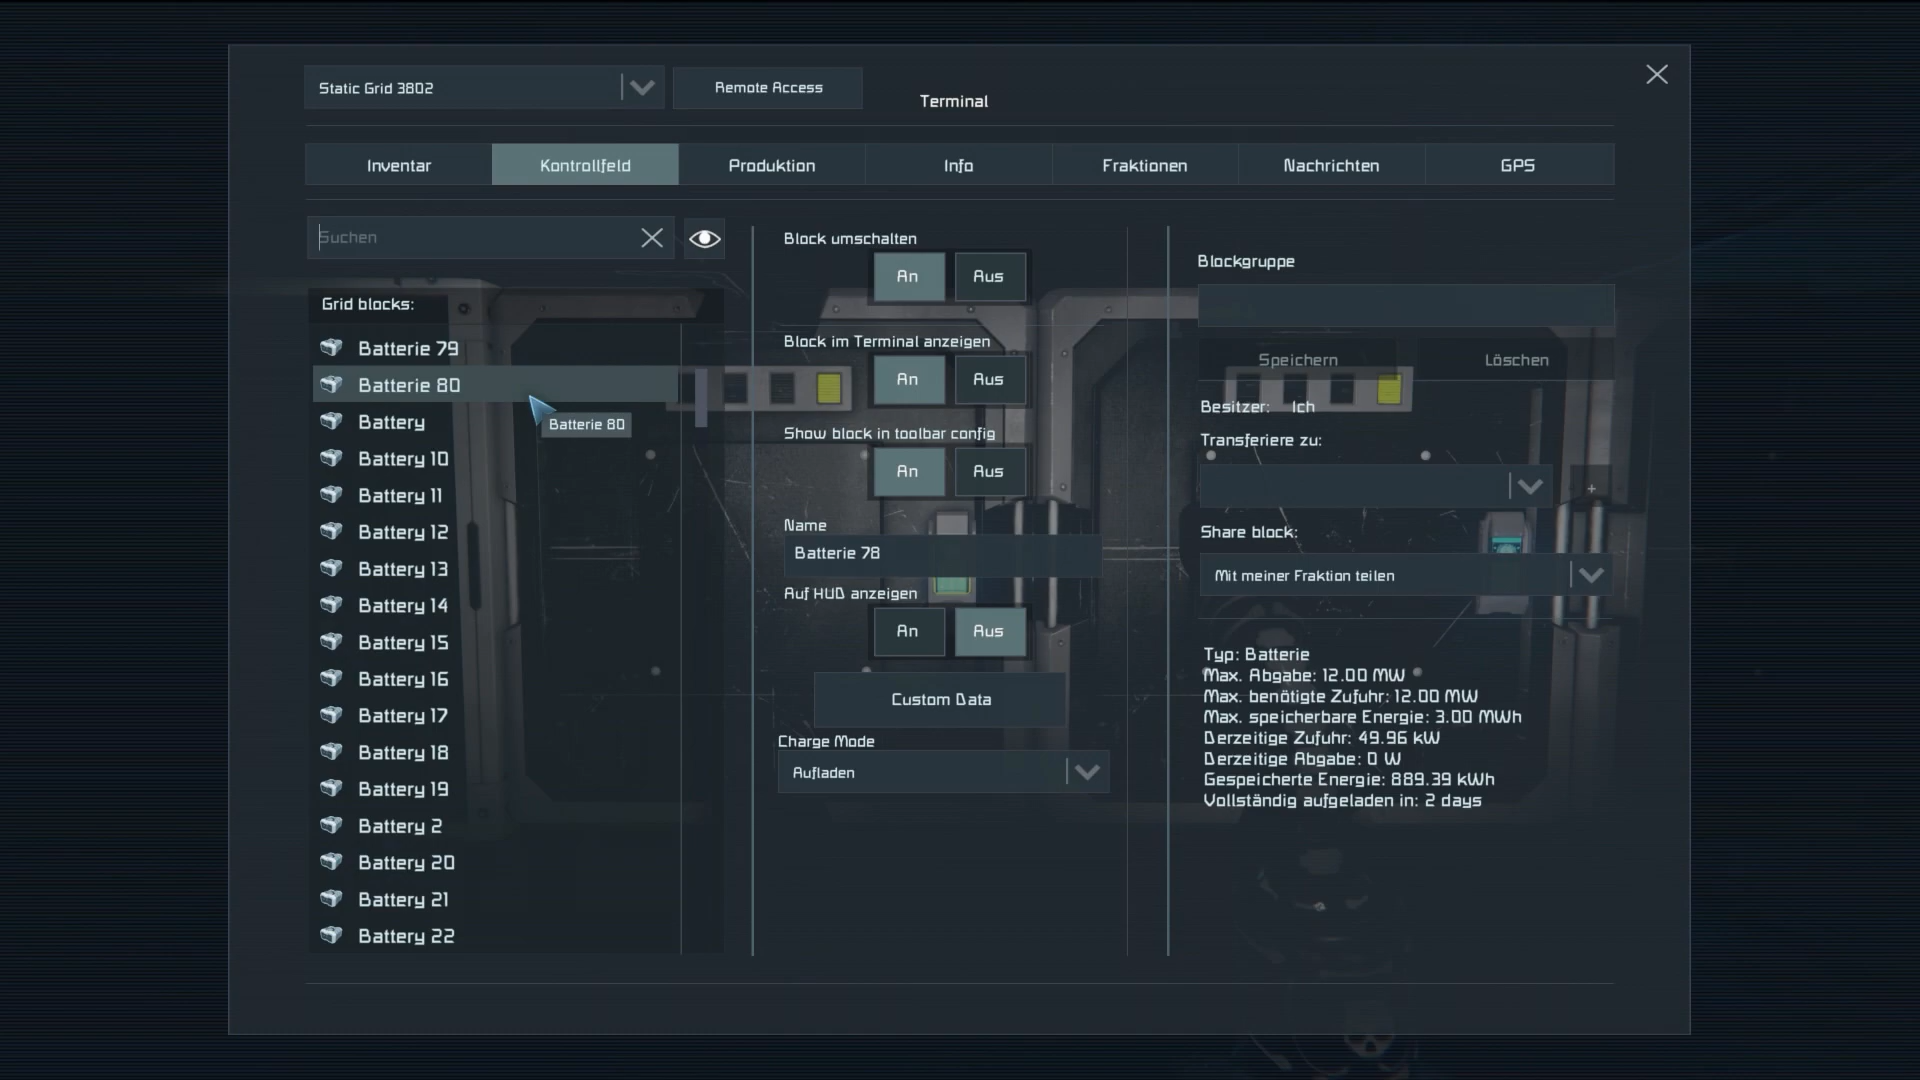 Static Grid 3802
Remote Access
Terminal
Inventar
Kontrollfeld
Produktion
Info
Fraktionen
Nachrichten
GPS
Suchen
Grid blocks:
Batterie 79
Batterie 80
Battery
Battery 10
Battery 11
Battery 12
Battery 13
Battery 14
Battery 15
Battery 16
Battery 17
Battery 18
Battery 19
Battery 2
Battery 20
Battery 21
Battery 22
Batterie 80
Block umschalten
An
Aus
Block im Terminal anzeigen
An
Aus
Show block in toolbar config
An
Aus
Name
Batterie 78
Auf HUD anzeigen
An
Aus
Custom Data
Charge Mode
Aufladen
Blockgruppe
Speichern
Löschen
Besitzer: Ich
Transferiere zu:
+
Share block:
Mit meiner Fraktion teilen
Typ: Batterie
Max. Abgabe: 12.00 MW
Max. benötigte Zufuhr: 12.00 MW
Max. speicherbare Energie: 3.00 MWh
Derzeitige Zufuhr: 49.96 kW
Derzeitige Abgabe: 0 W
Gespeicherte Energie: 889.39 kWh
Vollständig aufgeladen in: 2 days